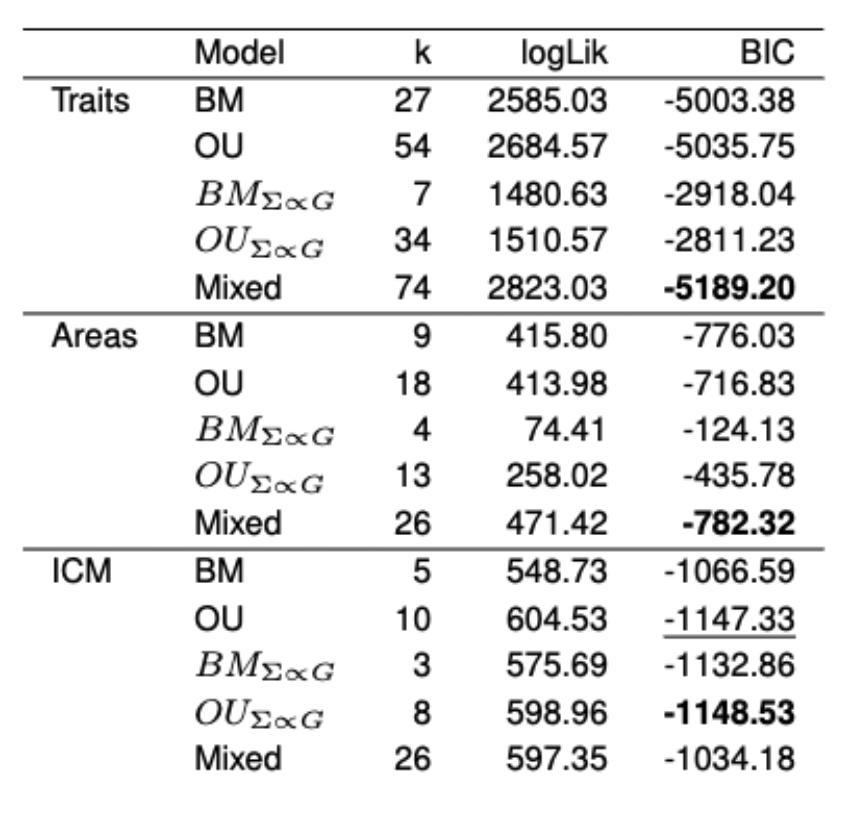 Model k logLik BIC
Traits BM 27 2585.03 -5003.38
OU 54 2684.57 -5035.75
BM_{Σ∝G} 7 1480.63 -2918.04
OU_{Σ∝G} 34 1510.57 -2811.23
Mixed 74 2823.03 -5189.20
Areas BM 9 415.80 -776.03
OU 18 413.98 -716.83
BM_{Σ∝G} 4 74.41 -124.13
OU_{Σ∝G} 13 258.02 -435.78
Mixed 26 471.42 -782.32
ICM BM 5 548.73 -1066.59
OU 10 604.53 -1147.33
BM_{Σ∝G} 3 575.69 -1132.86
OU_{Σ∝G} 8 598.96 -1148.53
Mixed 26 597.35 -1034.18